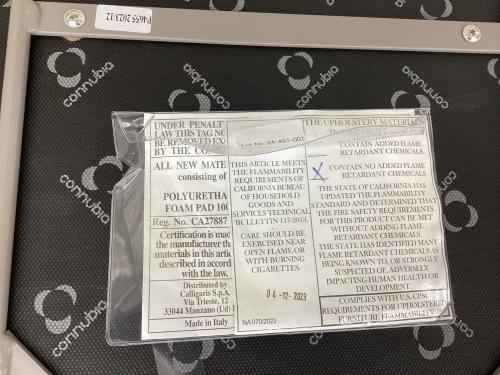 P4655 2023/12
connubia
connubia
connubia
connubia
UNDER PENALT
LAW THIS TAG NO
BE REMOVED EX
BY THE CO
ALL NEW MATE
consisting of
POLYURETHA
FOAM PAD 100
Reg. No. CA27887
Certification is mad
the manufacturer th
materials in this artic
described in accord
with the law.
Distributed by
Calligaris S.p.A.
Via Trieste, 12
33044 Manzano (Ud)
Made in Italy
Lot No. 24-427-001
THIS ARTICLE MEETS
THE FLAMMABILITY
REQUIREMENTS OF
CALIFORNIA BUREAU
OF HOUSEHOLD
GOODS AND
SERVICES TECHNICAL
BULLETIN 117-2013.
CARE SHOULD BE
EXERCISED NEAR
OPEN FLAME OR
WITH BURNING
CIGARETTES.
04-12-2023
NA 070/2022
THE UPHOLSTERY MATERIALS
CONTAIN ADDED FLAME
RETARDANT CHEMICALS
X CONTAIN NO ADDED FLAME
RETARDANT CHEMICALS
THE STATE OF CALIFORNIA HAS
UPDATED THE FLAMMABILITY
STANDARD AND DETERMINED THAT
THE FIRE SAFETY REQUIREMENTS
FOR THIS PRODUCT CAN BE MET
WITHOUT ADDING FLAME
RETARDANT CHEMICALS.
THE STATE HAS IDENTIFIED MANY
FLAME RETARDANT CHEMICALS AS
BEING KNOWN TO, OR STRONGLY
SUSPECTED OF, ADVERSELY
IMPACTING HUMAN HEALTH OR
DEVELOPMENT.
COMPLIES WITH U.S. CPSC
REQUIREMENTS FOR UPHOLSTERED
FURNITURE FLAMMABILITY
connubia
connubia
connubia